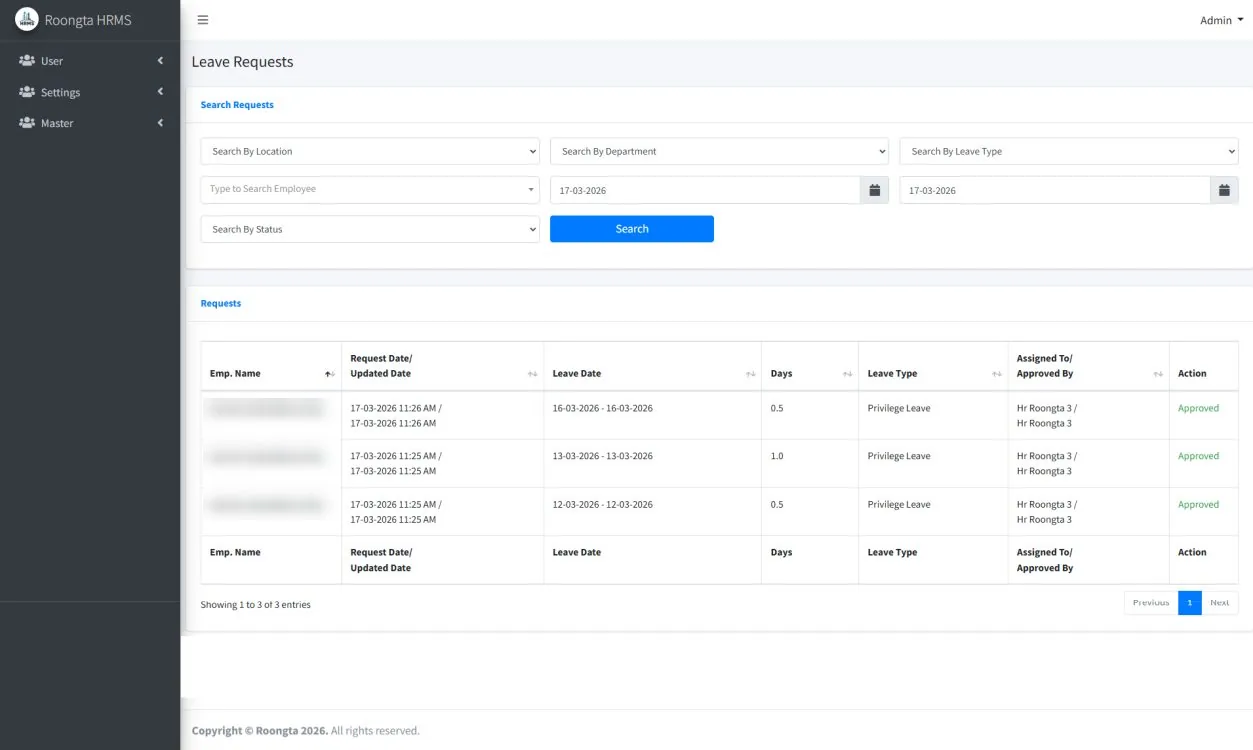 Roongta HRMS
Admin
User
Settings
Master
Leave Requests
Search Requests
Search By Location
Search By Department
Search By Leave Type
Type to Search Employee
17-03-2026
17-03-2026
Search By Status
Search
Requests
Emp. Name
Request Date/
Updated Date
Leave Date
Days
Leave Type
Assigned To/
Approved By
Action
17-03-2026 11:26 AM /
17-03-2026 11:26 AM
16-03-2026 - 16-03-2026
0.5
Privilege Leave
Hr Roongta 3 /
Hr Roongta 3
Approved
17-03-2026 11:25 AM /
17-03-2026 11:25 AM
13-03-2026 - 13-03-2026
1.0
Privilege Leave
Hr Roongta 3 /
Hr Roongta 3
Approved
17-03-2026 11:25 AM /
17-03-2026 11:25 AM
12-03-2026 - 12-03-2026
0.5
Privilege Leave
Hr Roongta 3 /
Hr Roongta 3
Approved
Emp. Name
Request Date/
Updated Date
Leave Date
Days
Leave Type
Assigned To/
Approved By
Action
Showing 1 to 3 of 3 entries
Previous
1
Next
Copyright © Roongta 2026. All rights reserved.